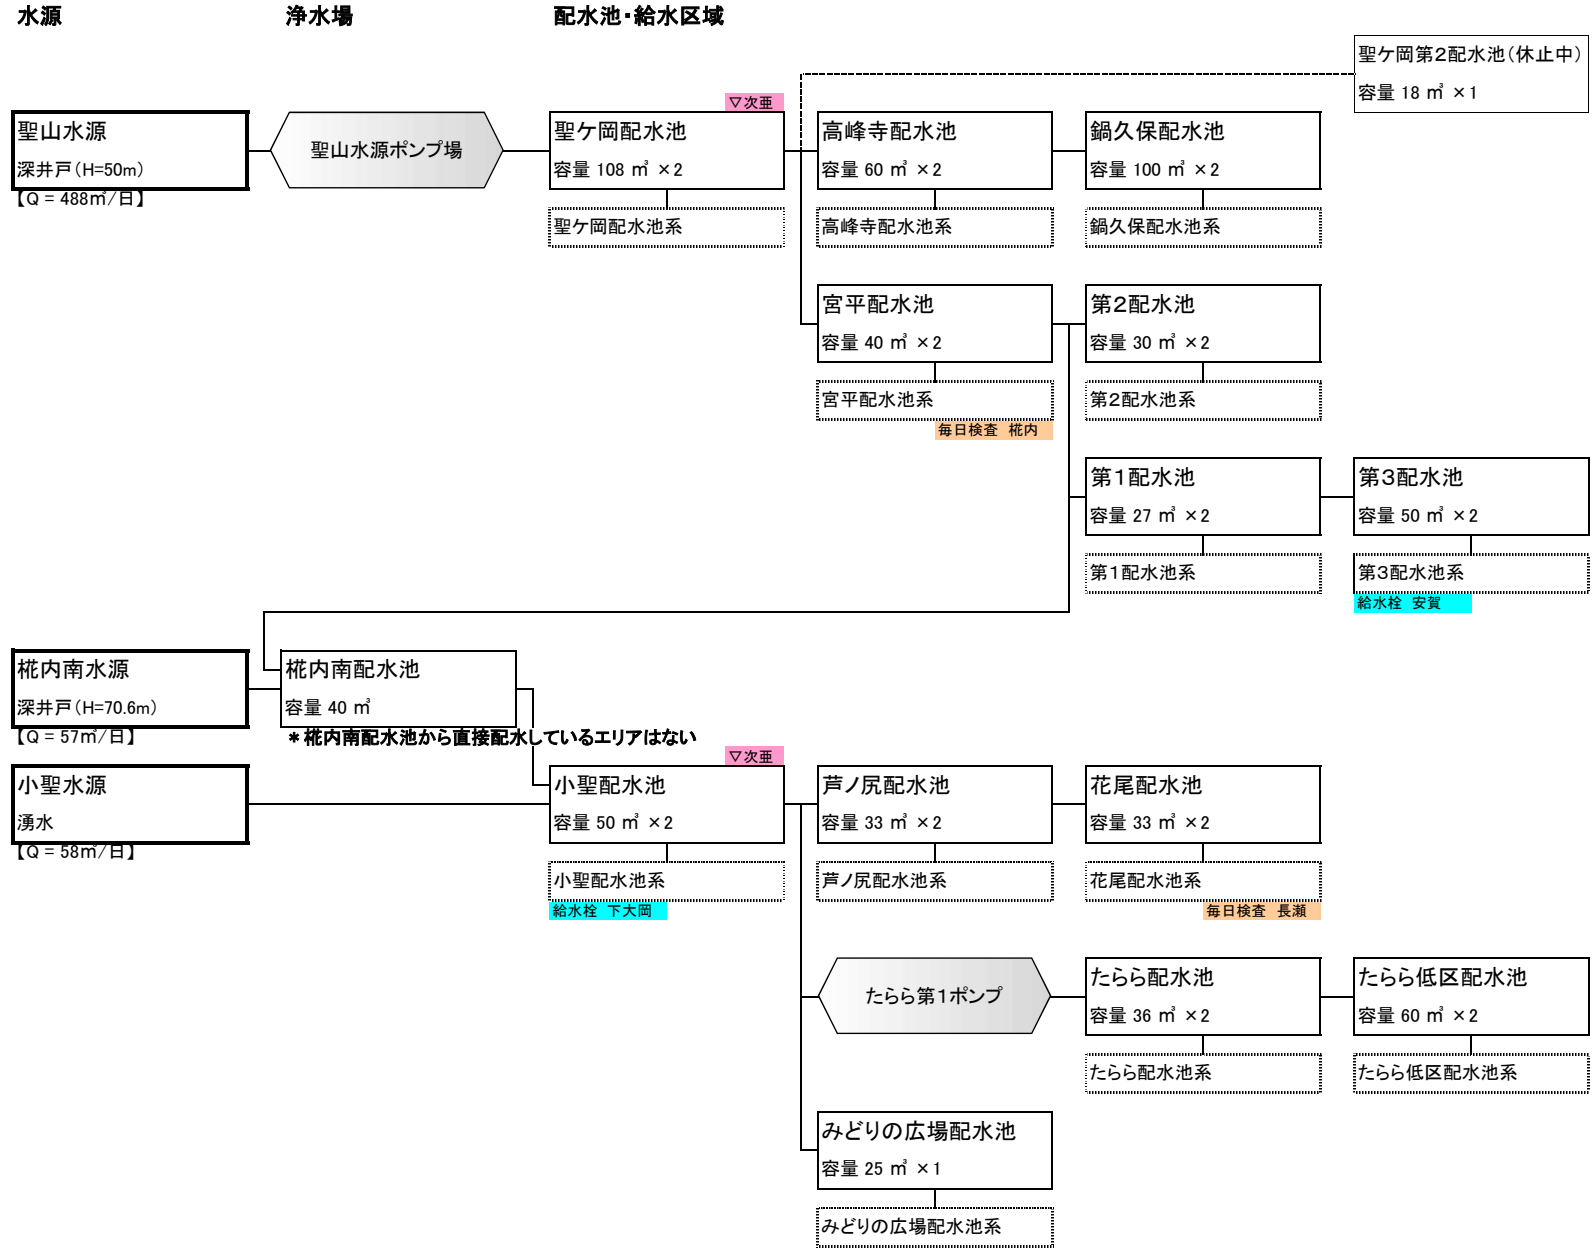 水源
浄水場
配水池・給水区域
聖ケ岡第2配水池(休止中)
容量 18 ㎥ ×1
▽次亜
聖山水源
深井戸(H=50m)
【Q = 488㎥/日】
聖山水源ポンプ場
聖ケ岡配水池
容量 108 ㎥ ×2
聖ケ岡配水池系
高峰寺配水池
容量 60 ㎥ ×2
高峰寺配水池系
鍋久保配水池
容量 100 ㎥ ×2
鍋久保配水池系
宮平配水池
容量 40 ㎥ ×2
宮平配水池系
毎日検査 椛内
第2配水池
容量 30 ㎥ ×2
第2配水池系
第1配水池
容量 27 ㎥ ×2
第1配水池系
第3配水池
容量 50 ㎥ ×2
第3配水池系
給水栓 安賀
椛内南水源
深井戸(H=70.6m)
【Q = 57㎥/日】
椛内南配水池
容量 40 ㎥
*椛内南配水池から直接配水しているエリアはない
▽次亜
小聖水源
湧水
【Q = 58㎥/日】
小聖配水池
容量 50 ㎥ ×2
小聖配水池系
給水栓 下大岡
芦ノ尻配水池
容量 33 ㎥ ×2
芦ノ尻配水池系
花尾配水池
容量 33 ㎥ ×2
花尾配水池系
毎日検査 長瀬
たらら第1ポンプ
たらら配水池
容量 36 ㎥ ×2
たらら配水池系
たらら低区配水池
容量 60 ㎥ ×2
たらら低区配水池系
みどりの広場配水池
容量 25 ㎥ ×1
みどりの広場配水池系